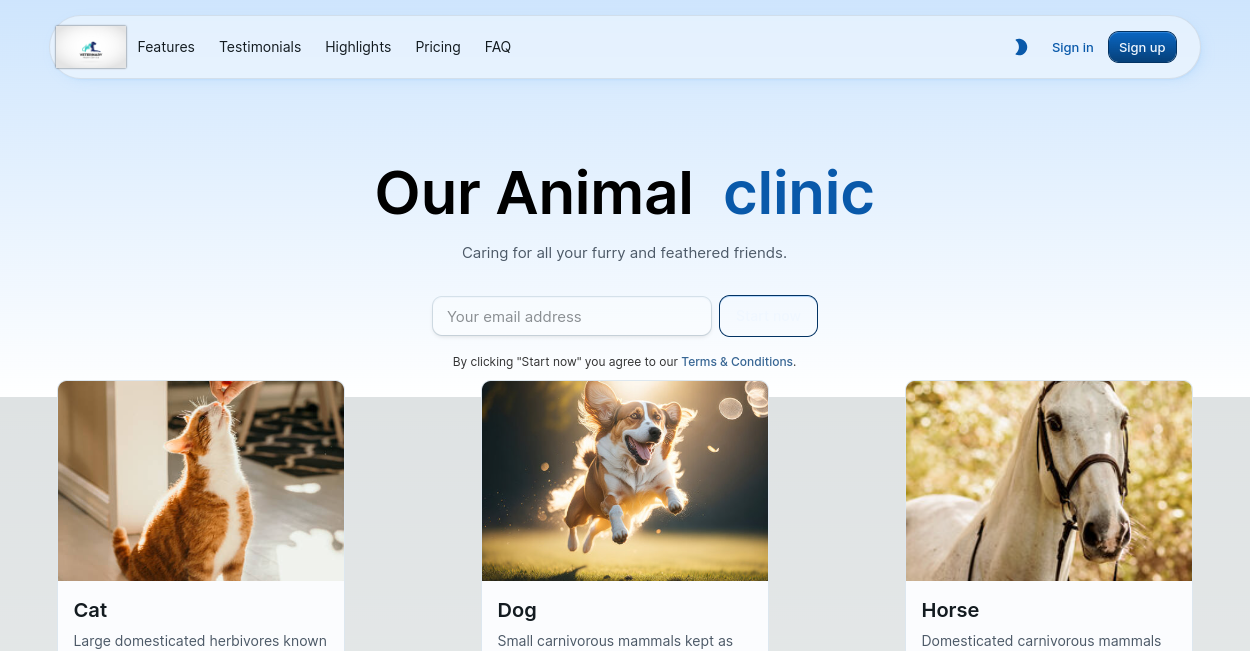 Features Testimonials Highlights Pricing FAQ Sign in Sign up
Our Animal clinic
Caring for all your furry and feathered friends.
Your email address
By clicking "Start now" you agree to our Terms & Conditions.
Cat
Large domesticated herbivores known
Dog
Small carnivorous mammals kept as
Horse
Domesticated carnivorous mammals